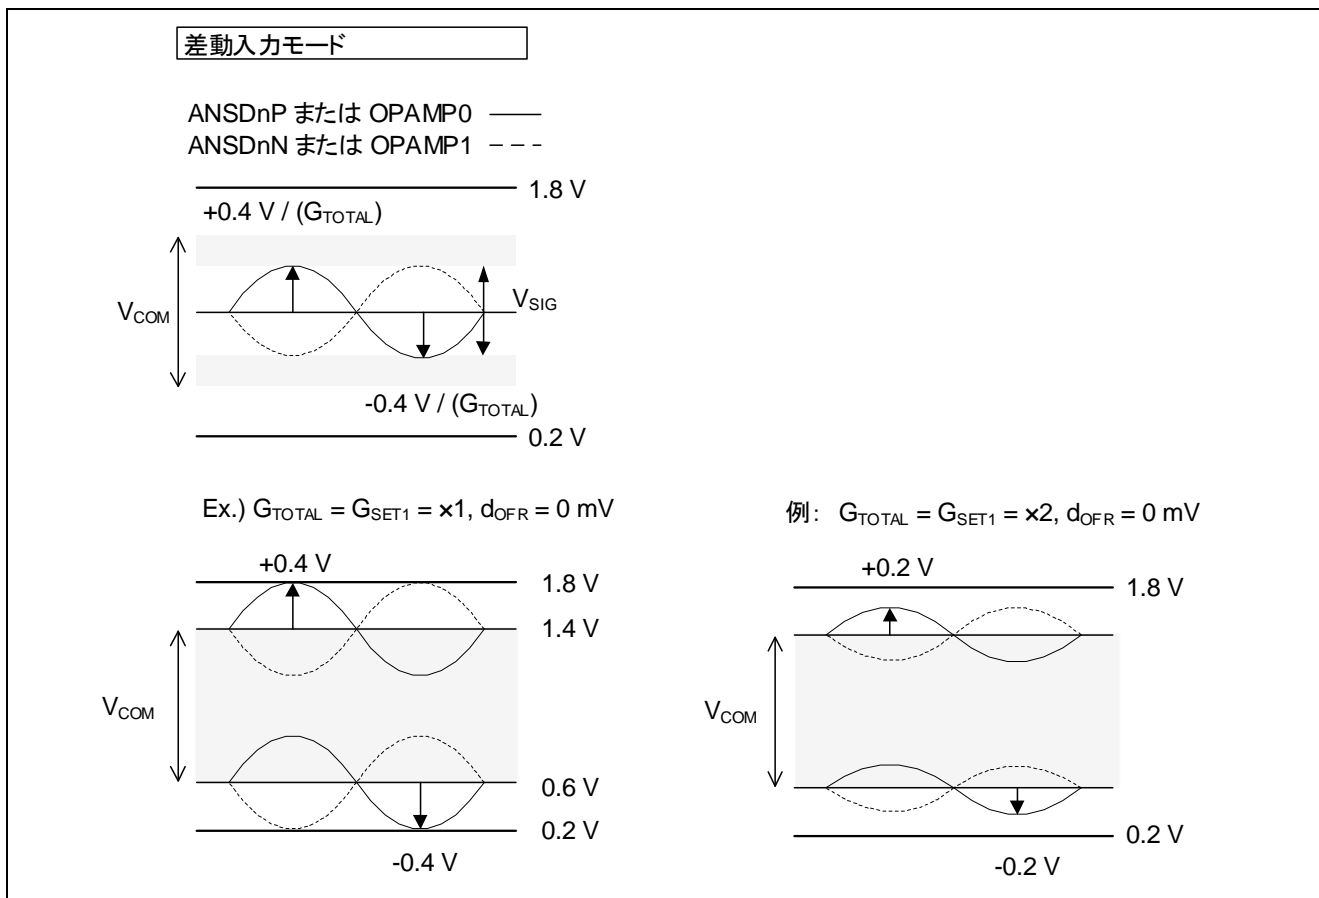 差動入力モード
ANSDnP または OPAMP0
ANSDnN または OPAMP1
1.8 V
+0.4 V / (GTOTAL)
VCOM
VSIG
-0.4 V / (GTOTAL)
0.2 V
Ex.) GTOTAL = GSET1 = ×1, dOFR = 0 mV
+0.4 V
1.8 V
1.4 V
VCOM
0.6 V
0.2 V
-0.4 V
例: GTOTAL = GSET1 = ×2, dOFR = 0 mV
+0.2 V
1.8 V
VCOM
0.2 V
-0.2 V